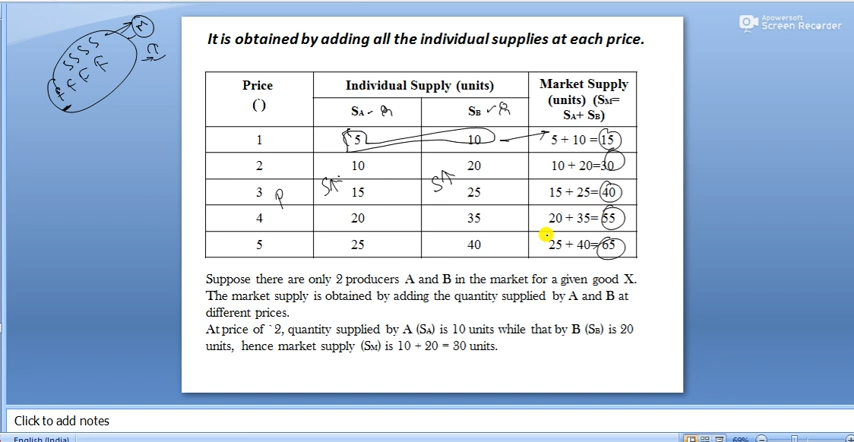 Apowersoft
Screen Recorder
It is obtained by adding all the individual supplies at each price.
Price
(`)
Individual Supply (units)
Market Supply
(units) (SM=
SA+ SB)
SA
SB
1 5 10 5 + 10 = 15
2 10 20 10 + 20=30
3 15 25 15 + 25= 40
4 20 35 20 + 35= 55
5 25 40 25 + 40= 65
P
S
S
M
S S S S
Suppose there are only 2 producers A and B in the market for a given good X.
The market supply is obtained by adding the quantity supplied by A and B at
different prices.
At price of `2, quantity supplied by A (SA) is 10 units while that by B (SB) is 20
units, hence market supply (SM) is 10 + 20 = 30 units.
Click to add notes
English (India)
69%